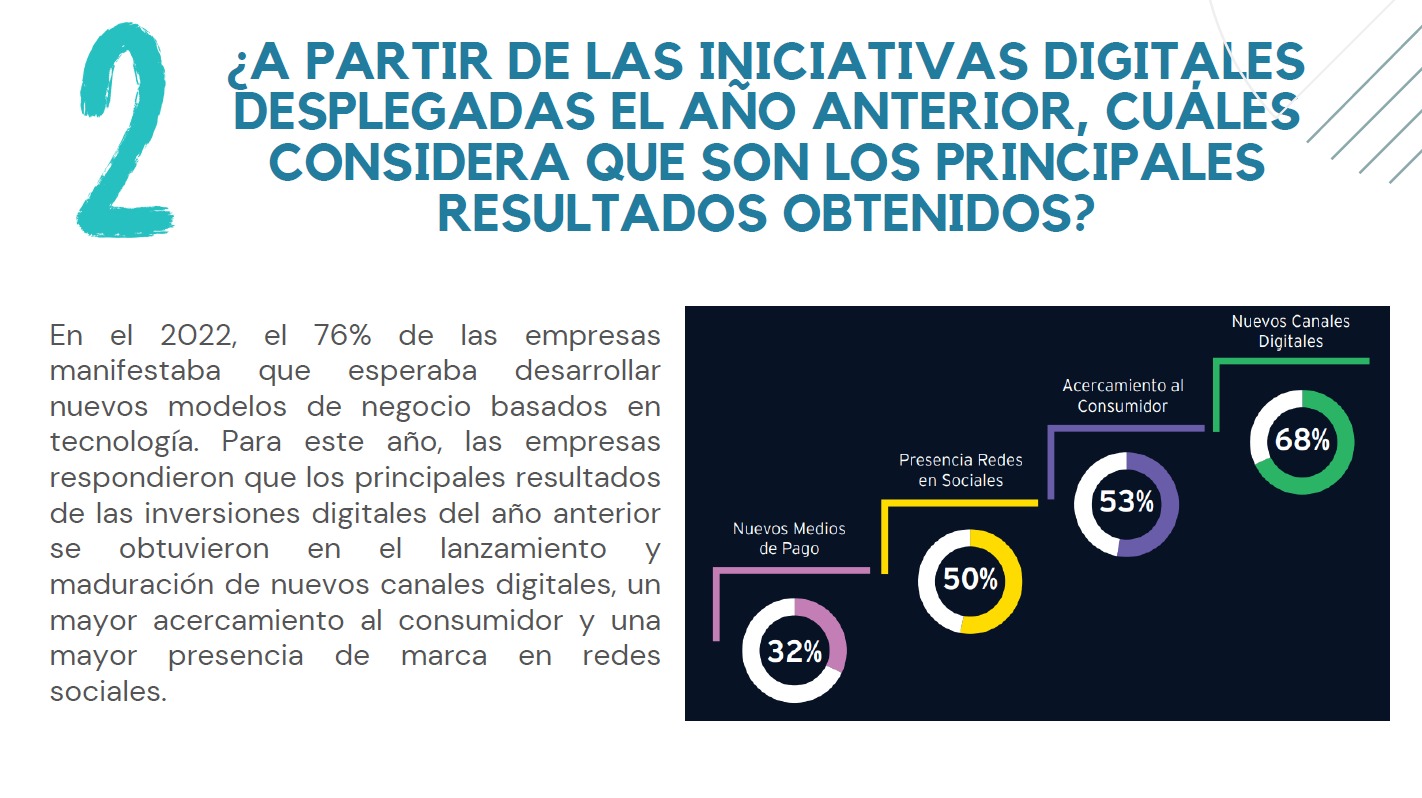 2
¿A PARTIR DE LAS INICIATIVAS DIGITALES
DESPLEGADAS EL AÑO ANTERIOR, CUÁLES
CONSIDERA QUE SON LOS PRINCIPALES
RESULTADOS OBTENIDOS?
En el 2022, el 76% de las empresas
manifestaba que esperaba desarrollar
nuevos modelos de negocio basados en
tecnología. Para este año, las empresas
respondieron que los principales resultados
de las inversiones digitales del año anterior
se obtuvieron en el lanzamiento y
maduración de nuevos canales digitales, un
mayor acercamiento al consumidor y una
mayor presencia de marca en redes
sociales.
Nuevos Medios
de Pago
32%
Presencia Redes
en Sociales
50%
Acercamiento al
Consumidor
53%
Nuevos Canales
Digitales
68%